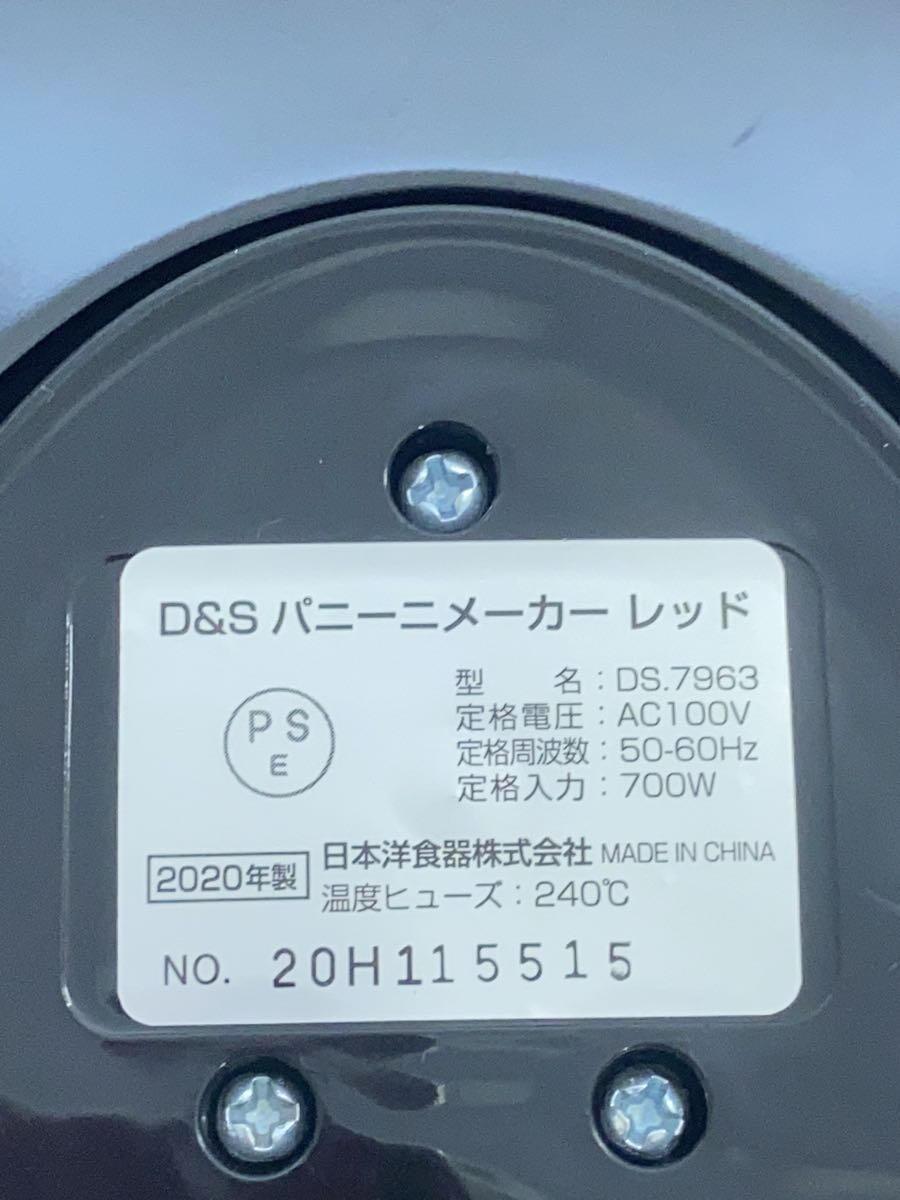 D&S パニーニメーカー レッド
PS
E
型 名：DS.7963
定格電圧：AC100V
定格周波数：50-60Hz
定格入力：700W
2020年製
日本洋食器株式会社 MADE IN CHINA
温度ヒューズ：240℃
NO. 20H115515